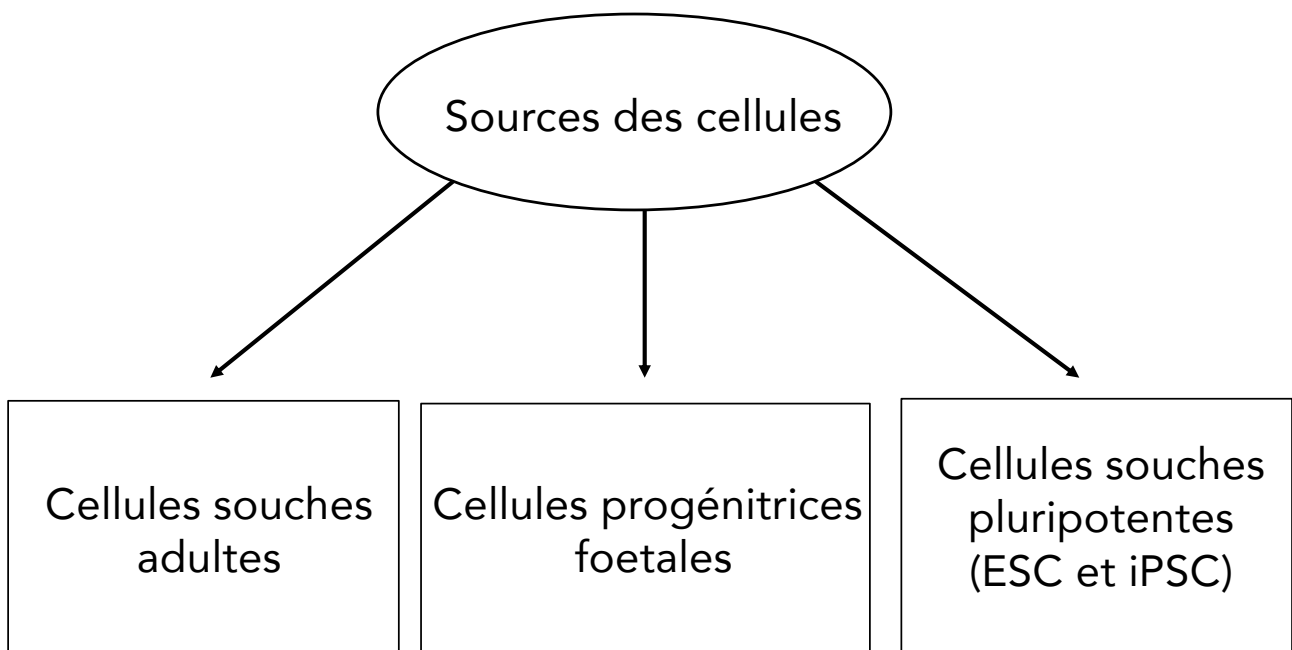 Sources des cellules
Cellules souches
adultes
Cellules progénitrices
foetales
Cellules souches
pluripotentes
(ESC et iPSC)